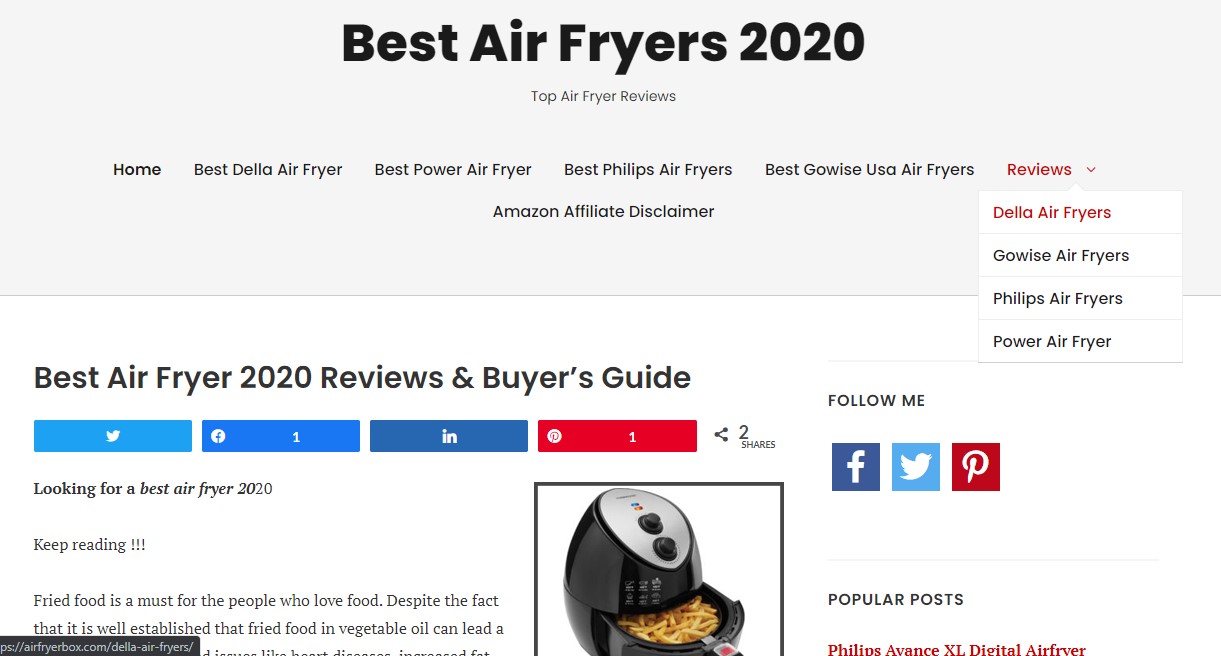 Best Air Fryers 2020
Top Air Fryer Reviews
Home Best Della Air Fryer Best Power Air Fryer Best Philips Air Fryers Best Gowise Usa Air Fryers Reviews
Amazon Affiliate Disclaimer
Della Air Fryers
Gowise Air Fryers
Philips Air Fryers
Power Air Fryer
Best Air Fryer 2020 Reviews & Buyer’s Guide
1
1
2
SHARES
Looking for a best air fryer 2020
Keep reading !!!
Fried food is a must for the people who love food. Despite the fact
that it is well established that fried food in vegetable oil can lead a
issues like heart diseases, increased fat
FOLLOW ME
POPULAR POSTS
Philips Avance XL Digital Airfryer
ps://airfryerbox.com/della-air-fryers/